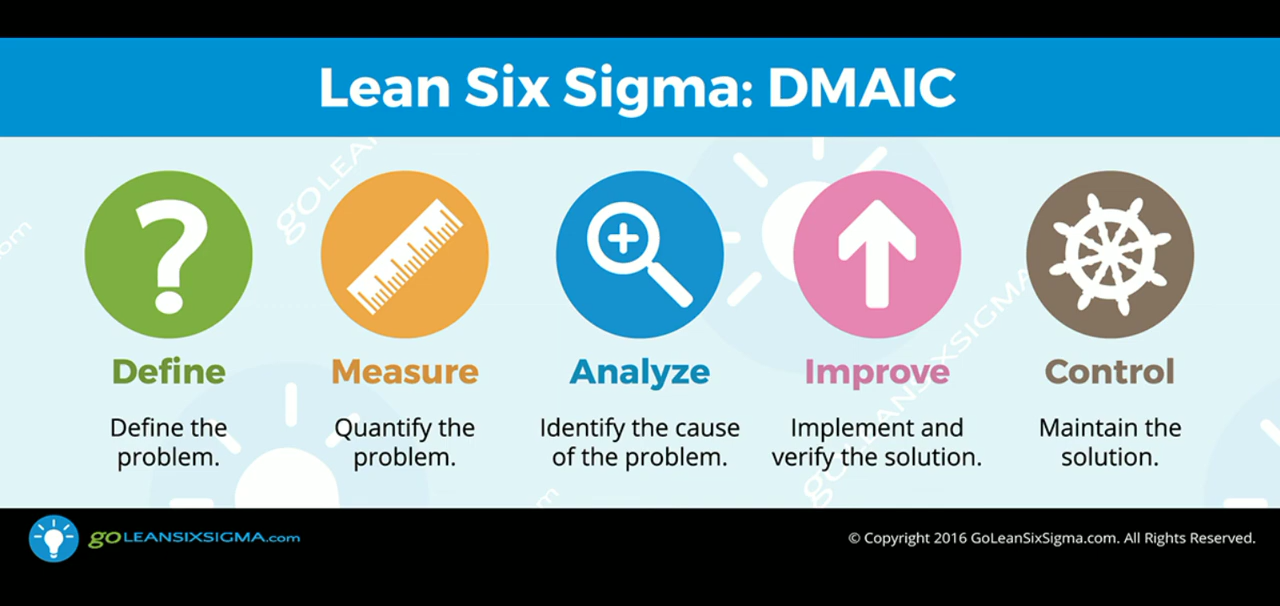 Lean Six Sigma: DMAIC
Define
Define the
problem.
Measure
Quantify the
problem.
Analyze
Identify the cause
of the problem.
Improve
Implement and
verify the solution.
Control
Maintain the
solution.
goLEANSIXSIGMA.com
© Copyright 2016 GoLeanSixSigma.com. All Rights Reserved.